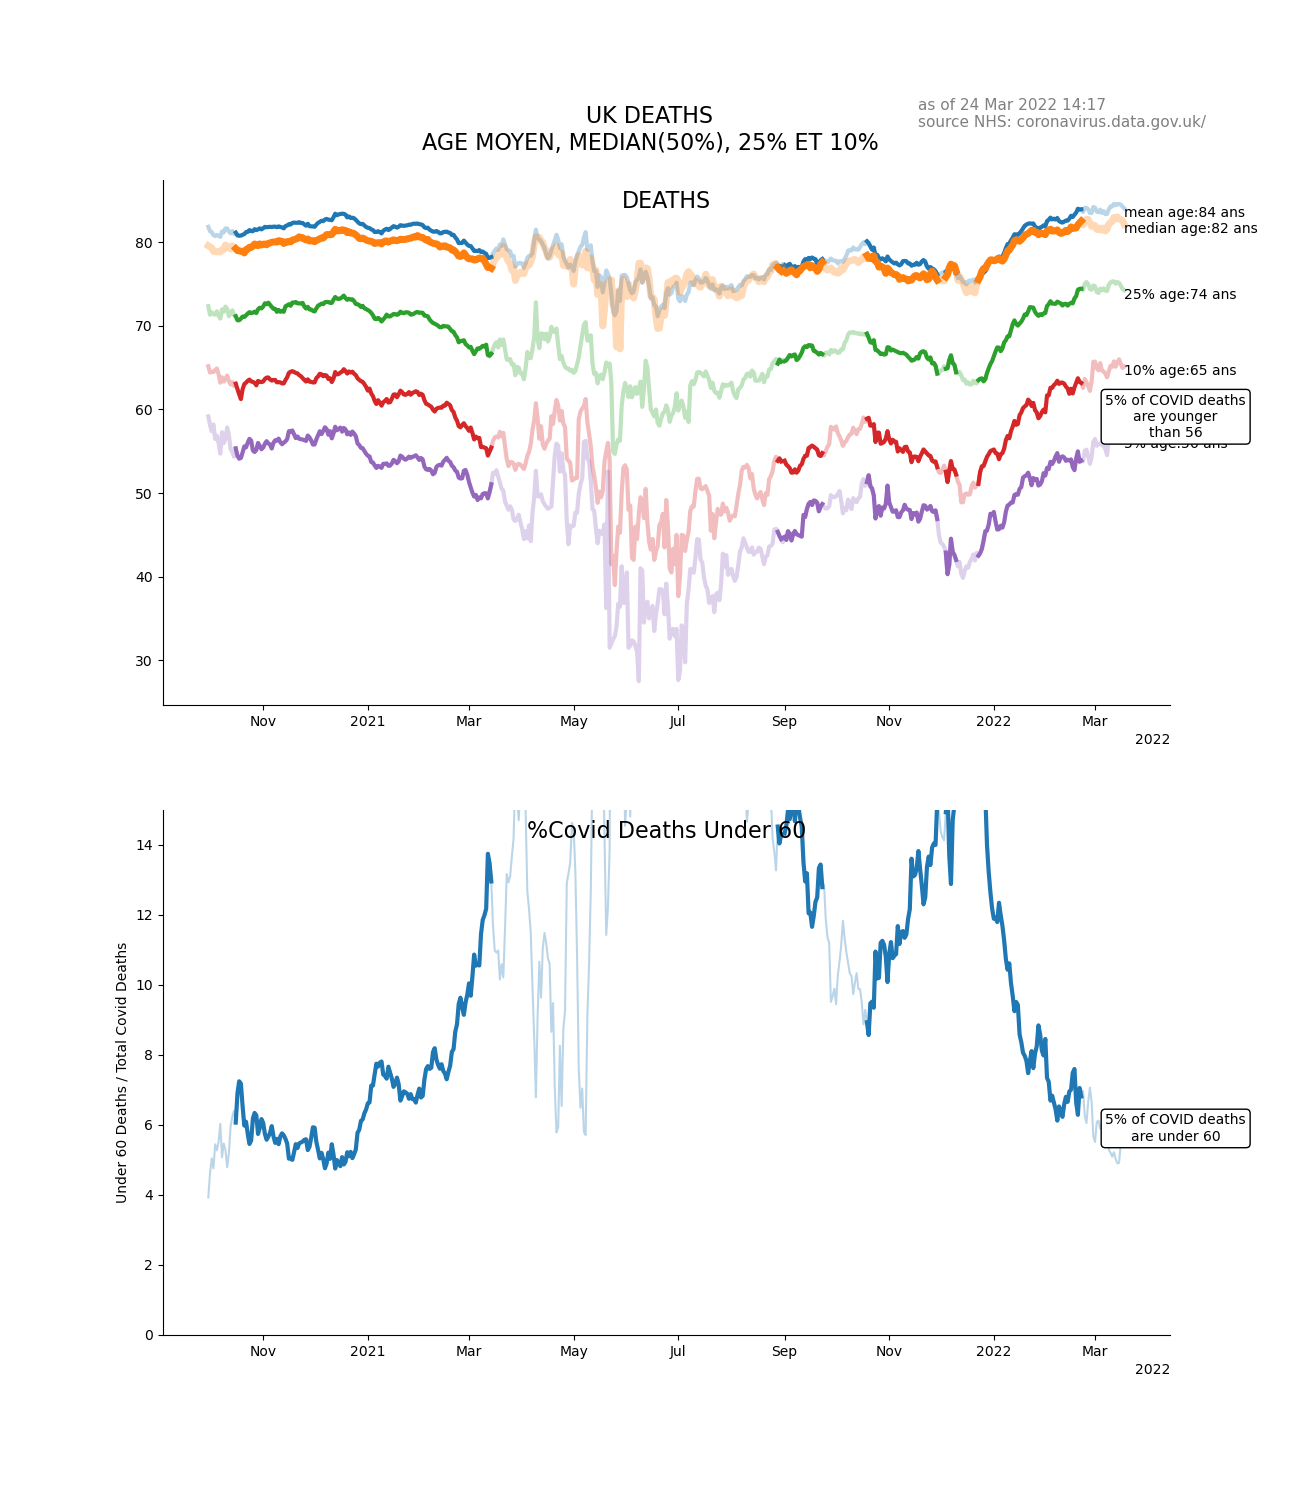 as of 24 Mar 2022 14:17
source NHS: coronavirus.data.gov.uk/
UK DEATHS
AGE MOYEN, MEDIAN(50%), 25% ET 10%
DEATHS
80
70
60
50
40
30
mean age:84 ans
median age:82 ans
25% age:74 ans
10% age:65 ans
5% of COVID deaths
are younger
than 56
5% age:56 ans
Nov
2021
Mar
May
Jul
Sep
Nov
2022
Mar
2022
%Covid Deaths Under 60
Under 60 Deaths / Total Covid Deaths
14
12
10
8
6
4
2
0
5% of COVID deaths
are under 60
Nov
2021
Mar
May
Jul
Sep
Nov
2022
Mar
2022